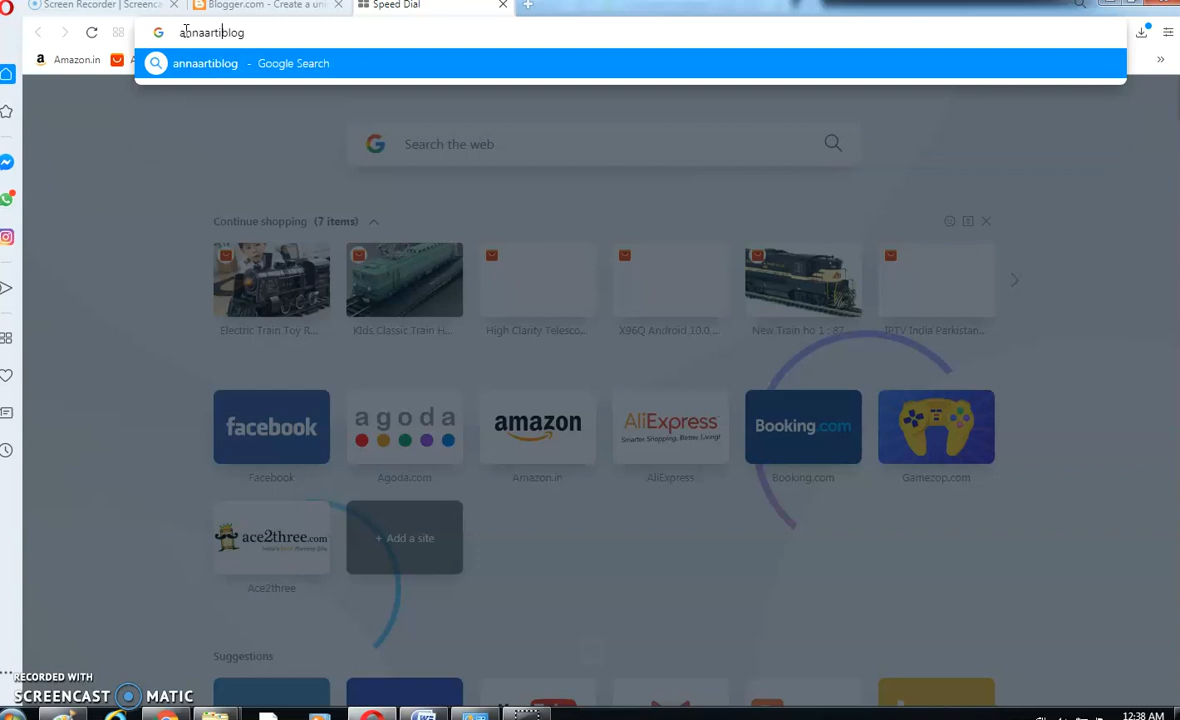 Screen Recorder | Screenca
Blogger.com - Create a uni
Speed Dial
annaartiblog
annaartiblog - Google Search
Amazon.in
Search the web
Continue shopping (7 items)
Electric Train Toy R...
Kids Classic Train H...
High Clarity Telesco...
X96Q Android 10.0 ...
New Train ho 1 : 87...
IPTV India Parkistan...
facebook
agoda
amazon
AliExpress
Smarter Shopping, Better Living!
Booking.com
Facebook
Agoda.com
Amazon.in
AliExpress
Booking.com
Gamezop.com
ace2three.com
+ Add a site
Ace2three
Suggestions
RECORDED WITH
SCREENCAST MATIC
12:38 AM